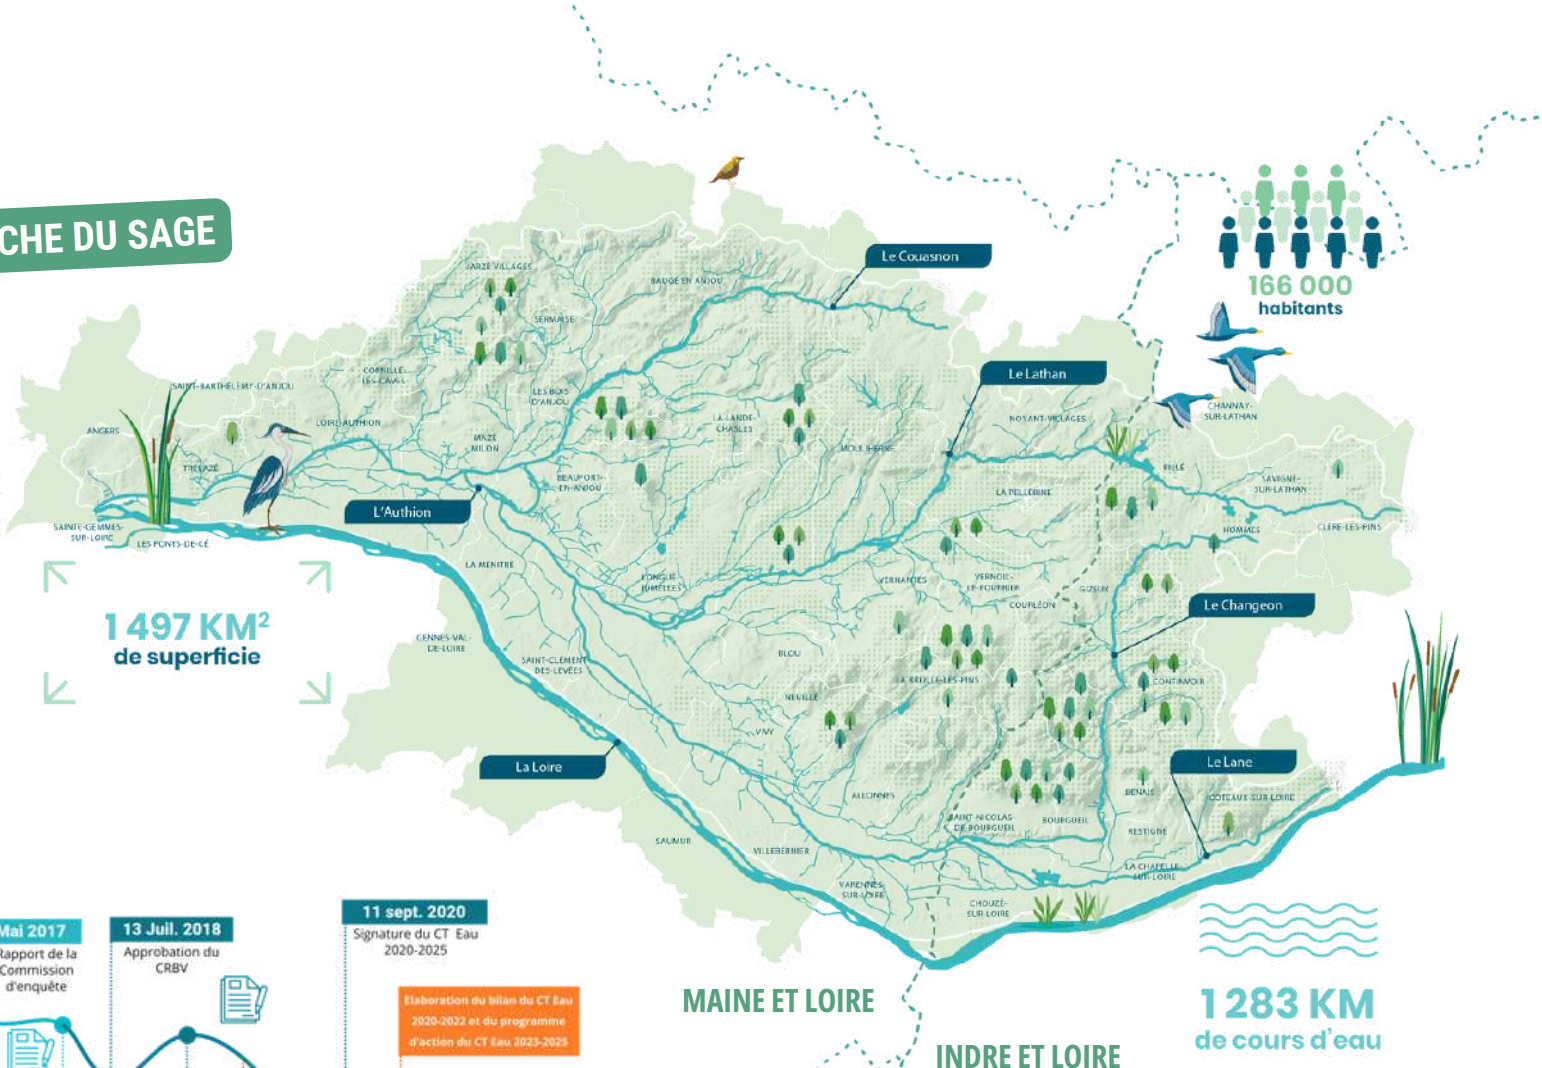 CHE DU SAGE
166 000
habitants
Le Couasnon
Le Lathan
L'Authion
Le Changeon
La Loire
Le Lane
JARZÉ VILLAGES
BAUGÉ EN ANJOU
SERMAISE
CORNILLÉ
LES-CAVES
SAINT-BARTHÉLEMY-D'ANJOU
LES BOIS
D'ANJOU
LOIRE-AUTHION
ANGERS
MAZÉ
MILON
TRÉLAZÉ
LA LANDE-
CHASLES
MOULIHERNE
NOYANT-VILLAGES
CHANNAY-
SUR-LATHAN
RILLÉ
SAVIGNÉ-
SUR-LATHAN
BEAUFORT-
EN-ANJOU
LA PELLERINE
HOMMES
CLÉRÉ-LES-PINS
SAINTE-GEMMES-
SUR-LOIRE
LES PONTS-DE-CÉ
LA MÉNITRÉ
LONGUÉ
JUMELLES
VERNANTES
VERNOIL-
LE-FOURRIER
COURLÉON
GIZEUX
GENNES-VAL-
DE-LOIRE
SAINT-CLÉMENT
DES-LEVÉES
BLOU
NEUILLÉ
LA BREILLE-LES-PINS
CONTINVOIR
VIVY
ALLONNES
BENAIS
COTEAUX-SUR-LOIRE
SAINT-NICOLAS
DE BOURGUEIL
BOURGUEIL
RESTIGNÉ
SAUMUR
VILLEBERNIER
LA CHAPELLE
SUR-LOIRE
VARENNES
SUR-LOIRE
CHOUZÉ-
SUR-LOIRE
1 497 KM²
de superficie
1 283 KM
de cours d'eau
MAINE ET LOIRE
INDRE ET LOIRE
Mai 2017
Rapport de la
Commission
d'enquête
13 Juil. 2018
Approbation du
CRBV
11 sept. 2020
Signature du CT Eau
2020-2025
Elaboration du bilan du CT Eau
2020-2022 et du programme
d'action du CT Eau 2023-2025